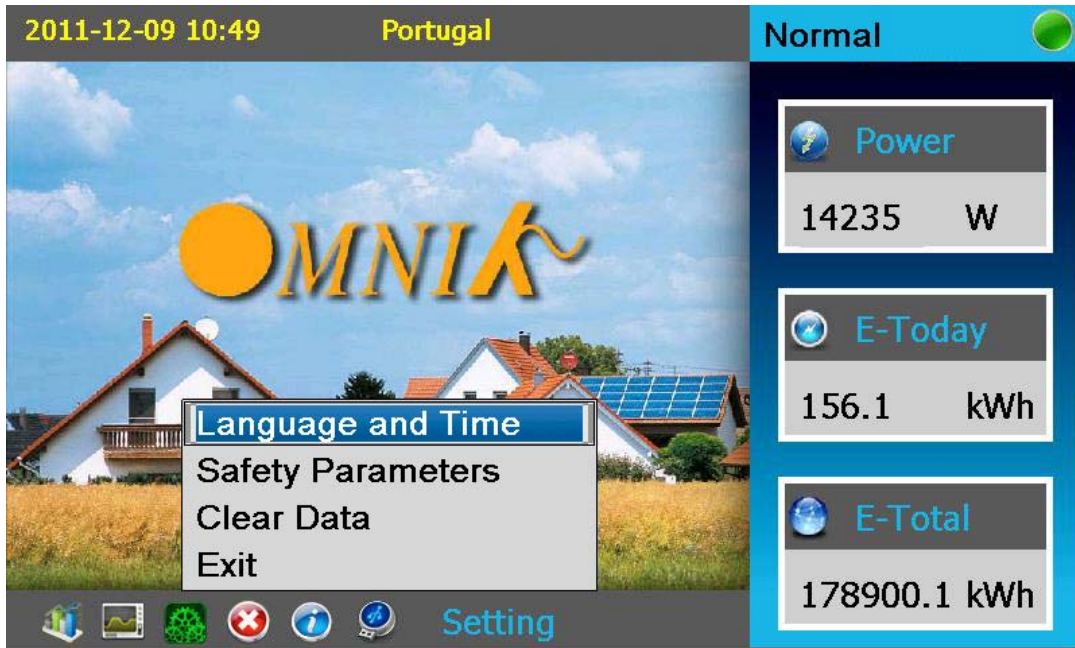 2011-12-09 10:49 Portugal
Normal
OMNIK
Power
14235 W
E-Today
156.1 kWh
E-Total
178900.1 kWh
Language and Time
Safety Parameters
Clear Data
Exit
Setting